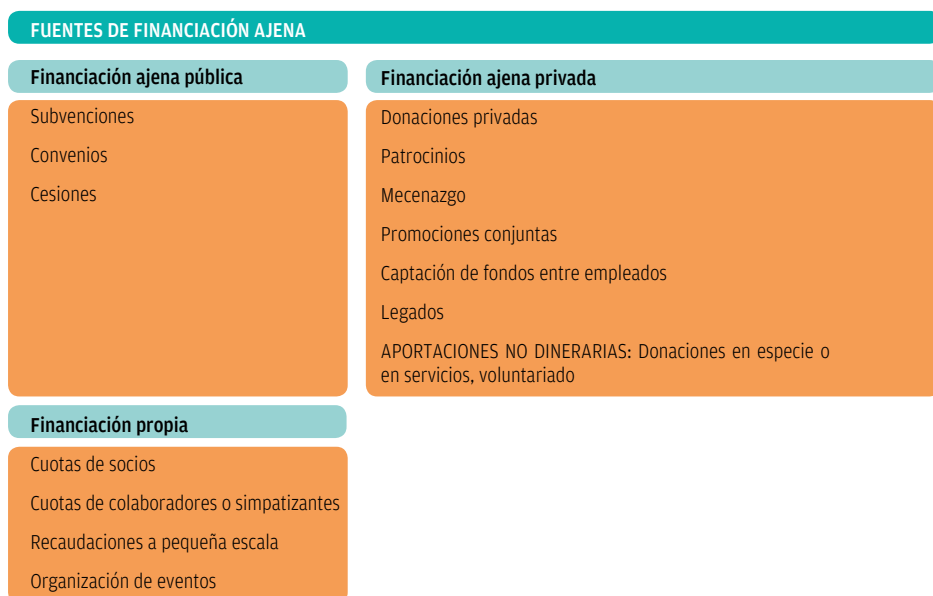 FUENTES DE FINANCIACIÓN AJENA
Financiación ajena pública
Subvenciones
Convenios
Cesiones
Financiación ajena privada
Donaciones privadas
Patrocinios
Mecenazgo
Promociones conjuntas
Captación de fondos entre empleados
Legados
APORTACIONES NO DINERARIAS: Donaciones en especie o
en servicios, voluntariado
Financiación propia
Cuotas de socios
Cuotas de colaboradores o simpatizantes
Recaudaciones a pequeña escala
Organización de eventos